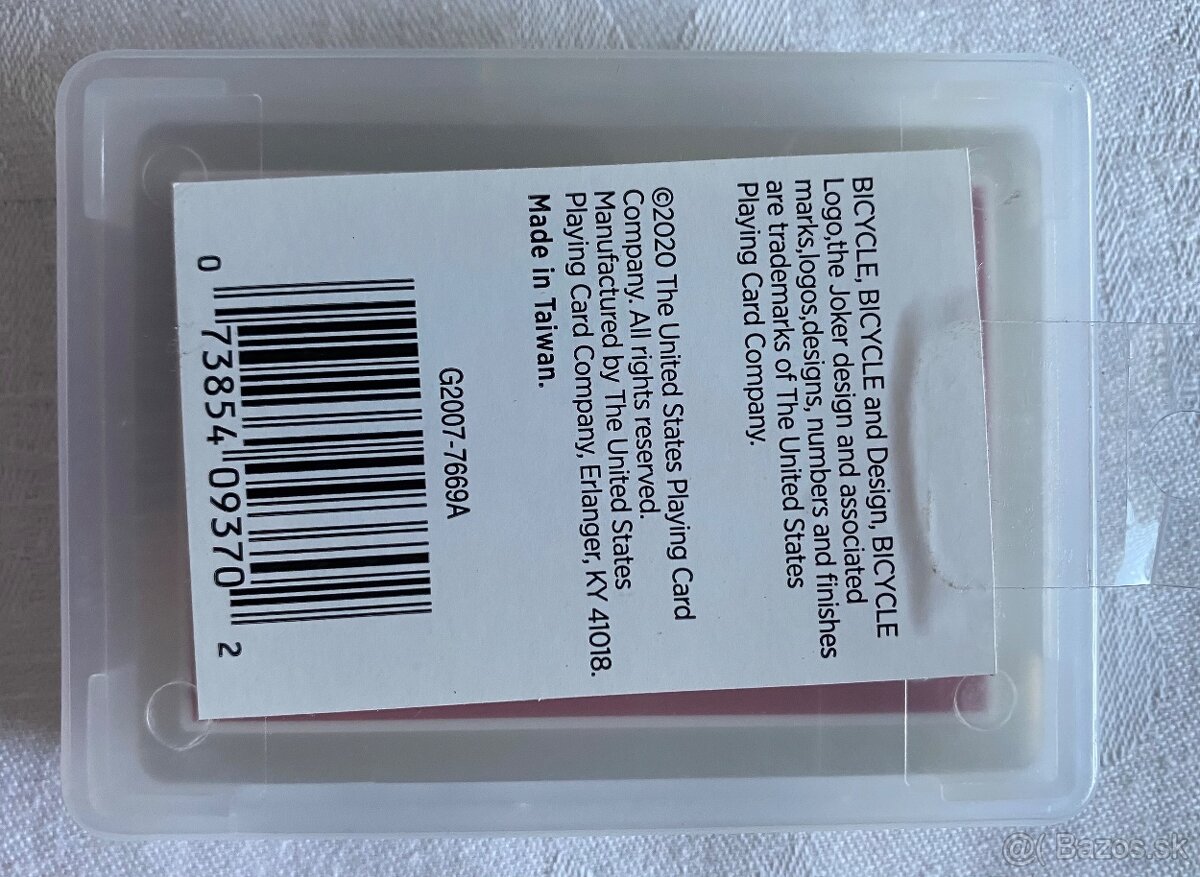 BICYCLE, BICYCLE and Design, BICYCLE
Logo,the Joker design and associated
marks,logos,designs, numbers and finishes
are trademarks of The United States
Playing Card Company.
©2020 The United States Playing Card
Company. All rights reserved.
Manufactured by The United States
Playing Card Company, Erlanger, KY 41018.
Made in Taiwan.
G2007-7669A
0 73854 09370 2
@( Bazos.sk